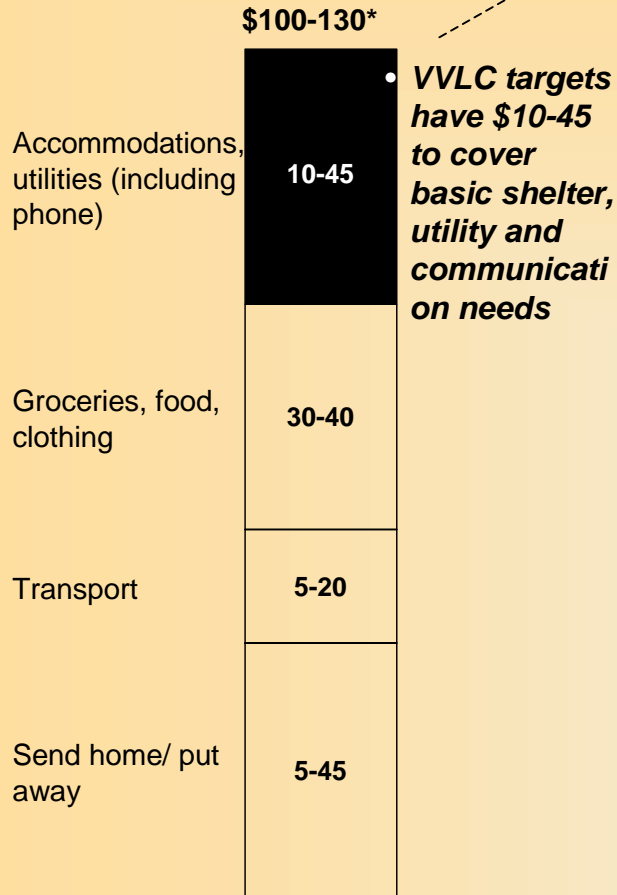 $100-130*
Accommodations,
utilities (including
phone)
10-45
VVLC targets
have $10-45
to cover
basic shelter,
utility and
communicati
on needs
Groceries, food,
clothing
30-40
Transport
5-20
Send home/ put
away
5-45